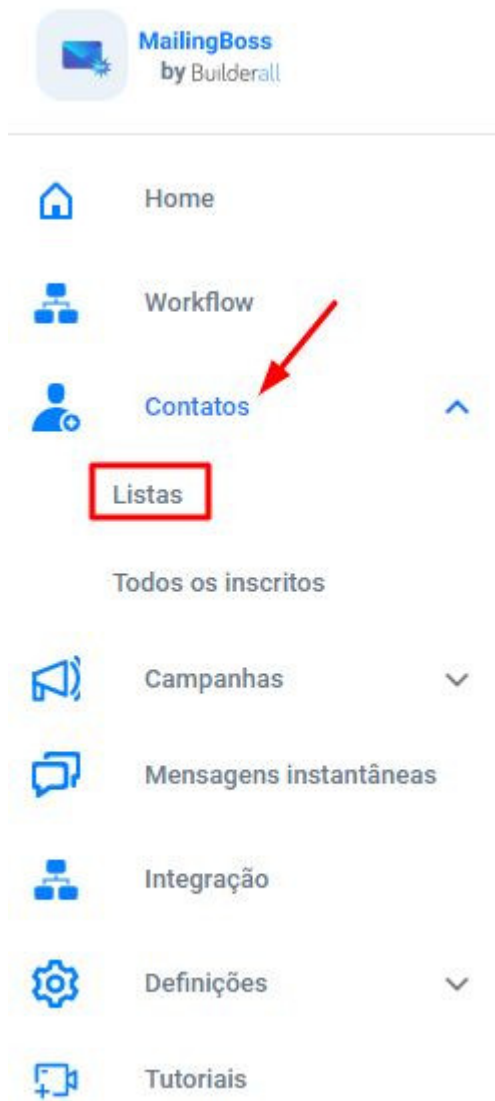 MailingBoss
by Builderall
Home
Workflow
Contatos
Listas
Todos os inscritos
Campanhas
Mensagens instantâneas
Integração
Definições
Tutoriais